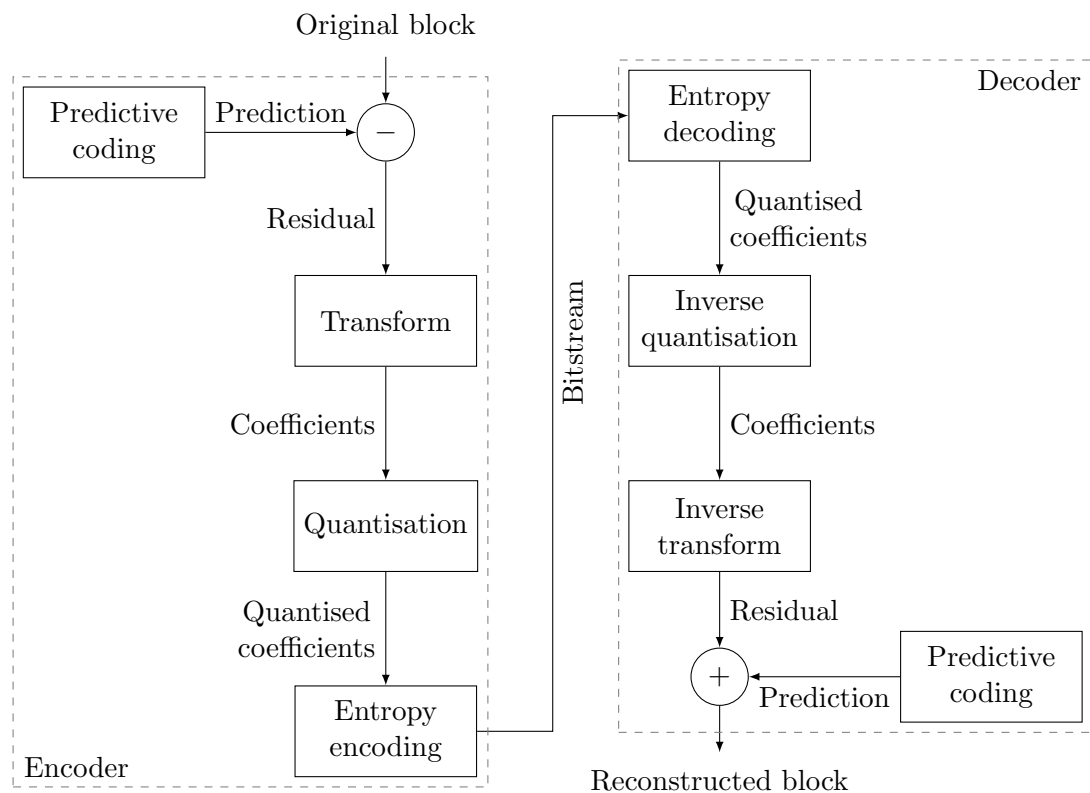 Original block
Predictive
coding
Prediction
−
Residual
Transform
Coefficients
Quantisation
Quantised
coefficients
Entropy
encoding
Encoder
Bitstream
Decoder
Entropy
decoding
Quantised
coefficients
Inverse
quantisation
Coefficients
Inverse
transform
Residual
+
Prediction
Predictive
coding
Reconstructed block